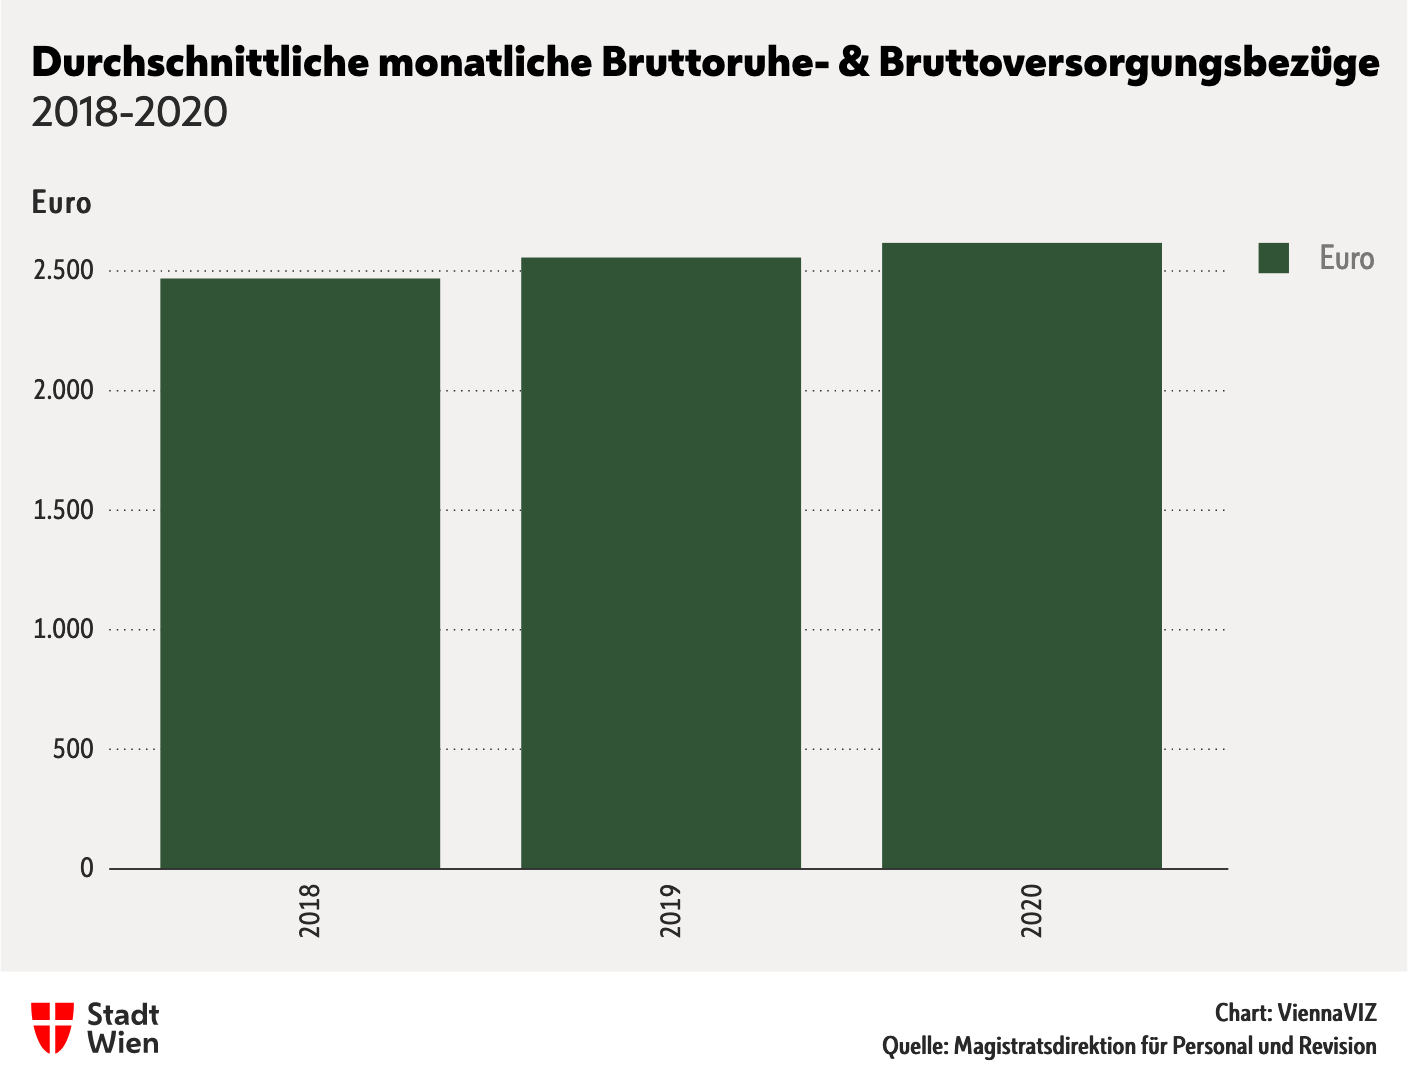 Durchschnittliche monatliche Bruttoruhe- & Bruttoversorgungsbezüge
2018-2020
Euro
2.500
2.000
1.500
1.000
500
0
2018
2019
2020
Euro
Stadt
Wien
Chart: ViennaVIZ
Quelle: Magistratsdirektion für Personal und Revision